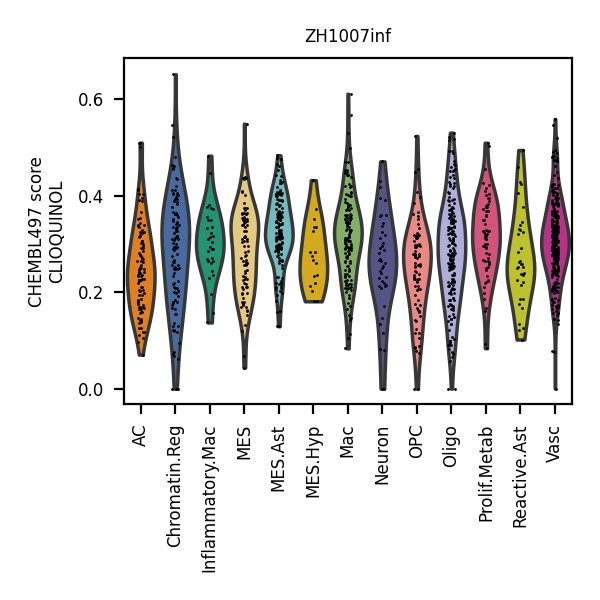 ZH1007inf
CHEMBL497 score
CLIOQUINOL
0.6
0.4
0.2
0.0
AC
Chromatin.Reg
Inflammatory.Mac
MES
MES.Ast
MES.Hyp
Mac
Neuron
OPC
Oligo
Prolif.Metab
Reactive.Ast
Vasc